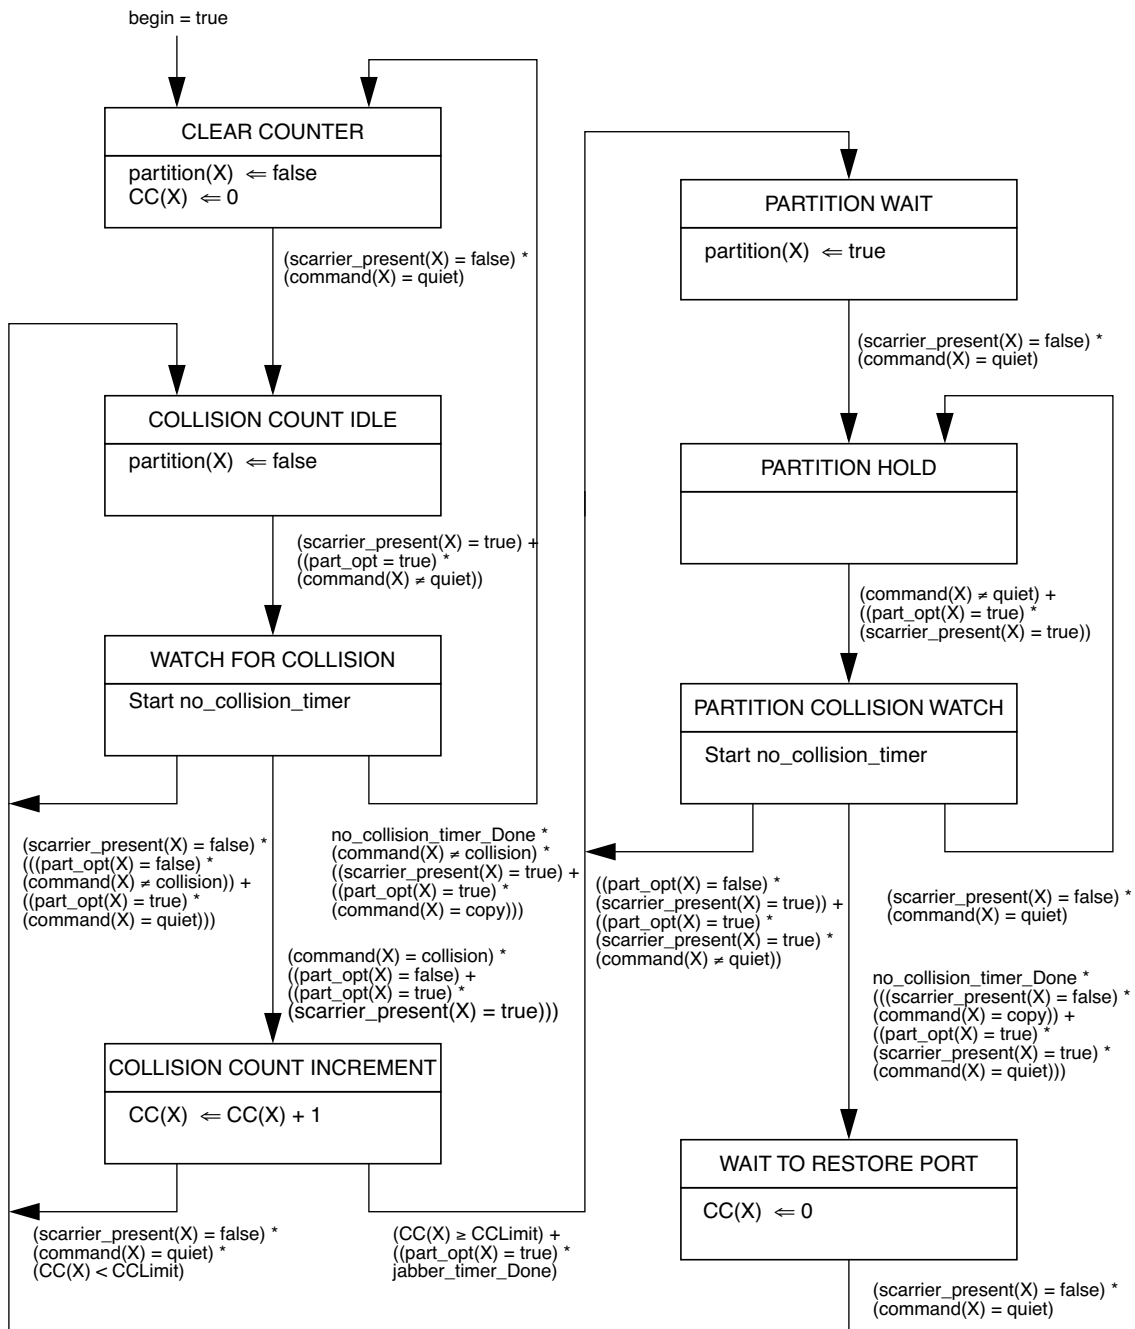 begin = true
CLEAR COUNTER
partition(X) ⇐ false
CC(X) ⇐ 0
(scarrier_present(X) = false) *
(command(X) = quiet)
COLLISION COUNT IDLE
partition(X) ⇐ false
(scarrier_present(X) = true) +
((part_opt = true) *
(command(X) ≠ quiet))
WATCH FOR COLLISION
Start no_collision_timer
(scarrier_present(X) = false) *
(((part_opt(X) = false) *
(command(X) ≠ collision)) +
((part_opt(X) = true) *
(command(X) = quiet)))
no_collision_timer_Done *
(command(X) ≠ collision) *
((scarrier_present(X) = true) +
((part_opt(X) = true) *
(command(X) = copy)))
(command(X) = collision) *
((part_opt(X) = false) +
((part_opt(X) = true) *
(scarrier_present(X) = true)))
COLLISION COUNT INCREMENT
CC(X) ⇐ CC(X) + 1
(scarrier_present(X) = false) *
(command(X) = quiet) *
(CC(X) < CCLimit)
(CC(X) ≥ CCLimit) +
((part_opt(X) = true) *
jabber_timer_Done)
PARTITION WAIT
partition(X) ⇐ true
(scarrier_present(X) = false) *
(command(X) = quiet)
PARTITION HOLD
(command(X) ≠ quiet) +
((part_opt(X) = true) *
(scarrier_present(X) = true))
PARTITION COLLISION WATCH
Start no_collision_timer
((part_opt(X) = false) *
(scarrier_present(X) = true)) +
((part_opt(X) = true) *
(scarrier_present(X) = true) *
(command(X) ≠ quiet))
(scarrier_present(X) = false) *
(command(X) = quiet)
no_collision_timer_Done *
(((scarrier_present(X) = false) *
(command(X) = copy)) +
((part_opt(X) = true) *
(scarrier_present(X) = true) *
(command(X) = quiet)))
WAIT TO RESTORE PORT
CC(X) ⇐ 0
(scarrier_present(X) = false) *
(command(X) = quiet)